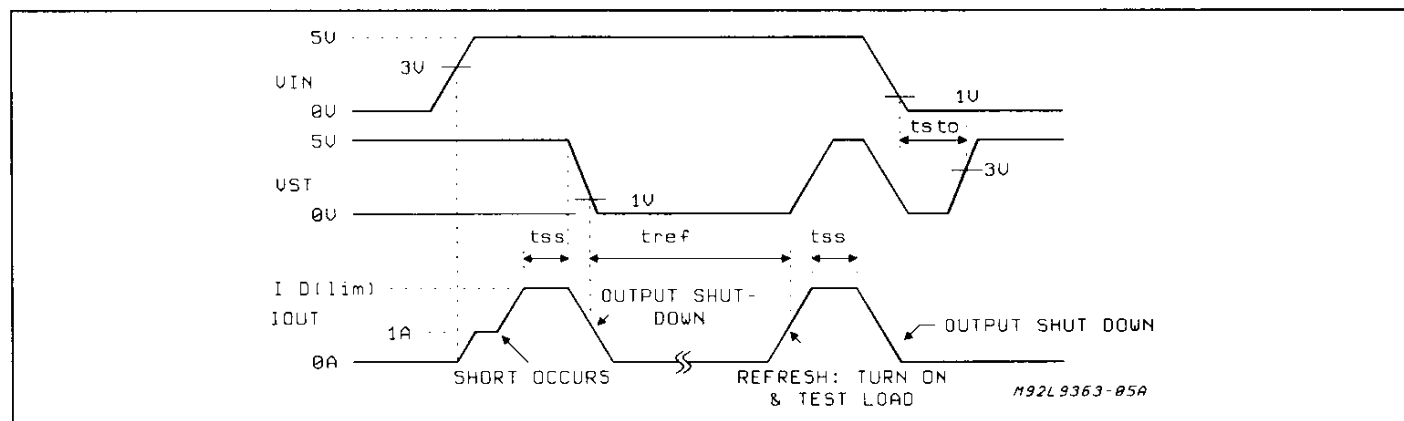 5V
3V
VIN
0V
1V
tsto
5V
3V
VST
1V
0V
tss
tref
tss
I D(lim)
OUTPUT SHUT-
DOWN
IOUT
1A
OUTPUT SHUT DOWN
0A
SHORT OCCURS
REFRESH: TURN ON
& TEST LOAD
M92L9363-05A